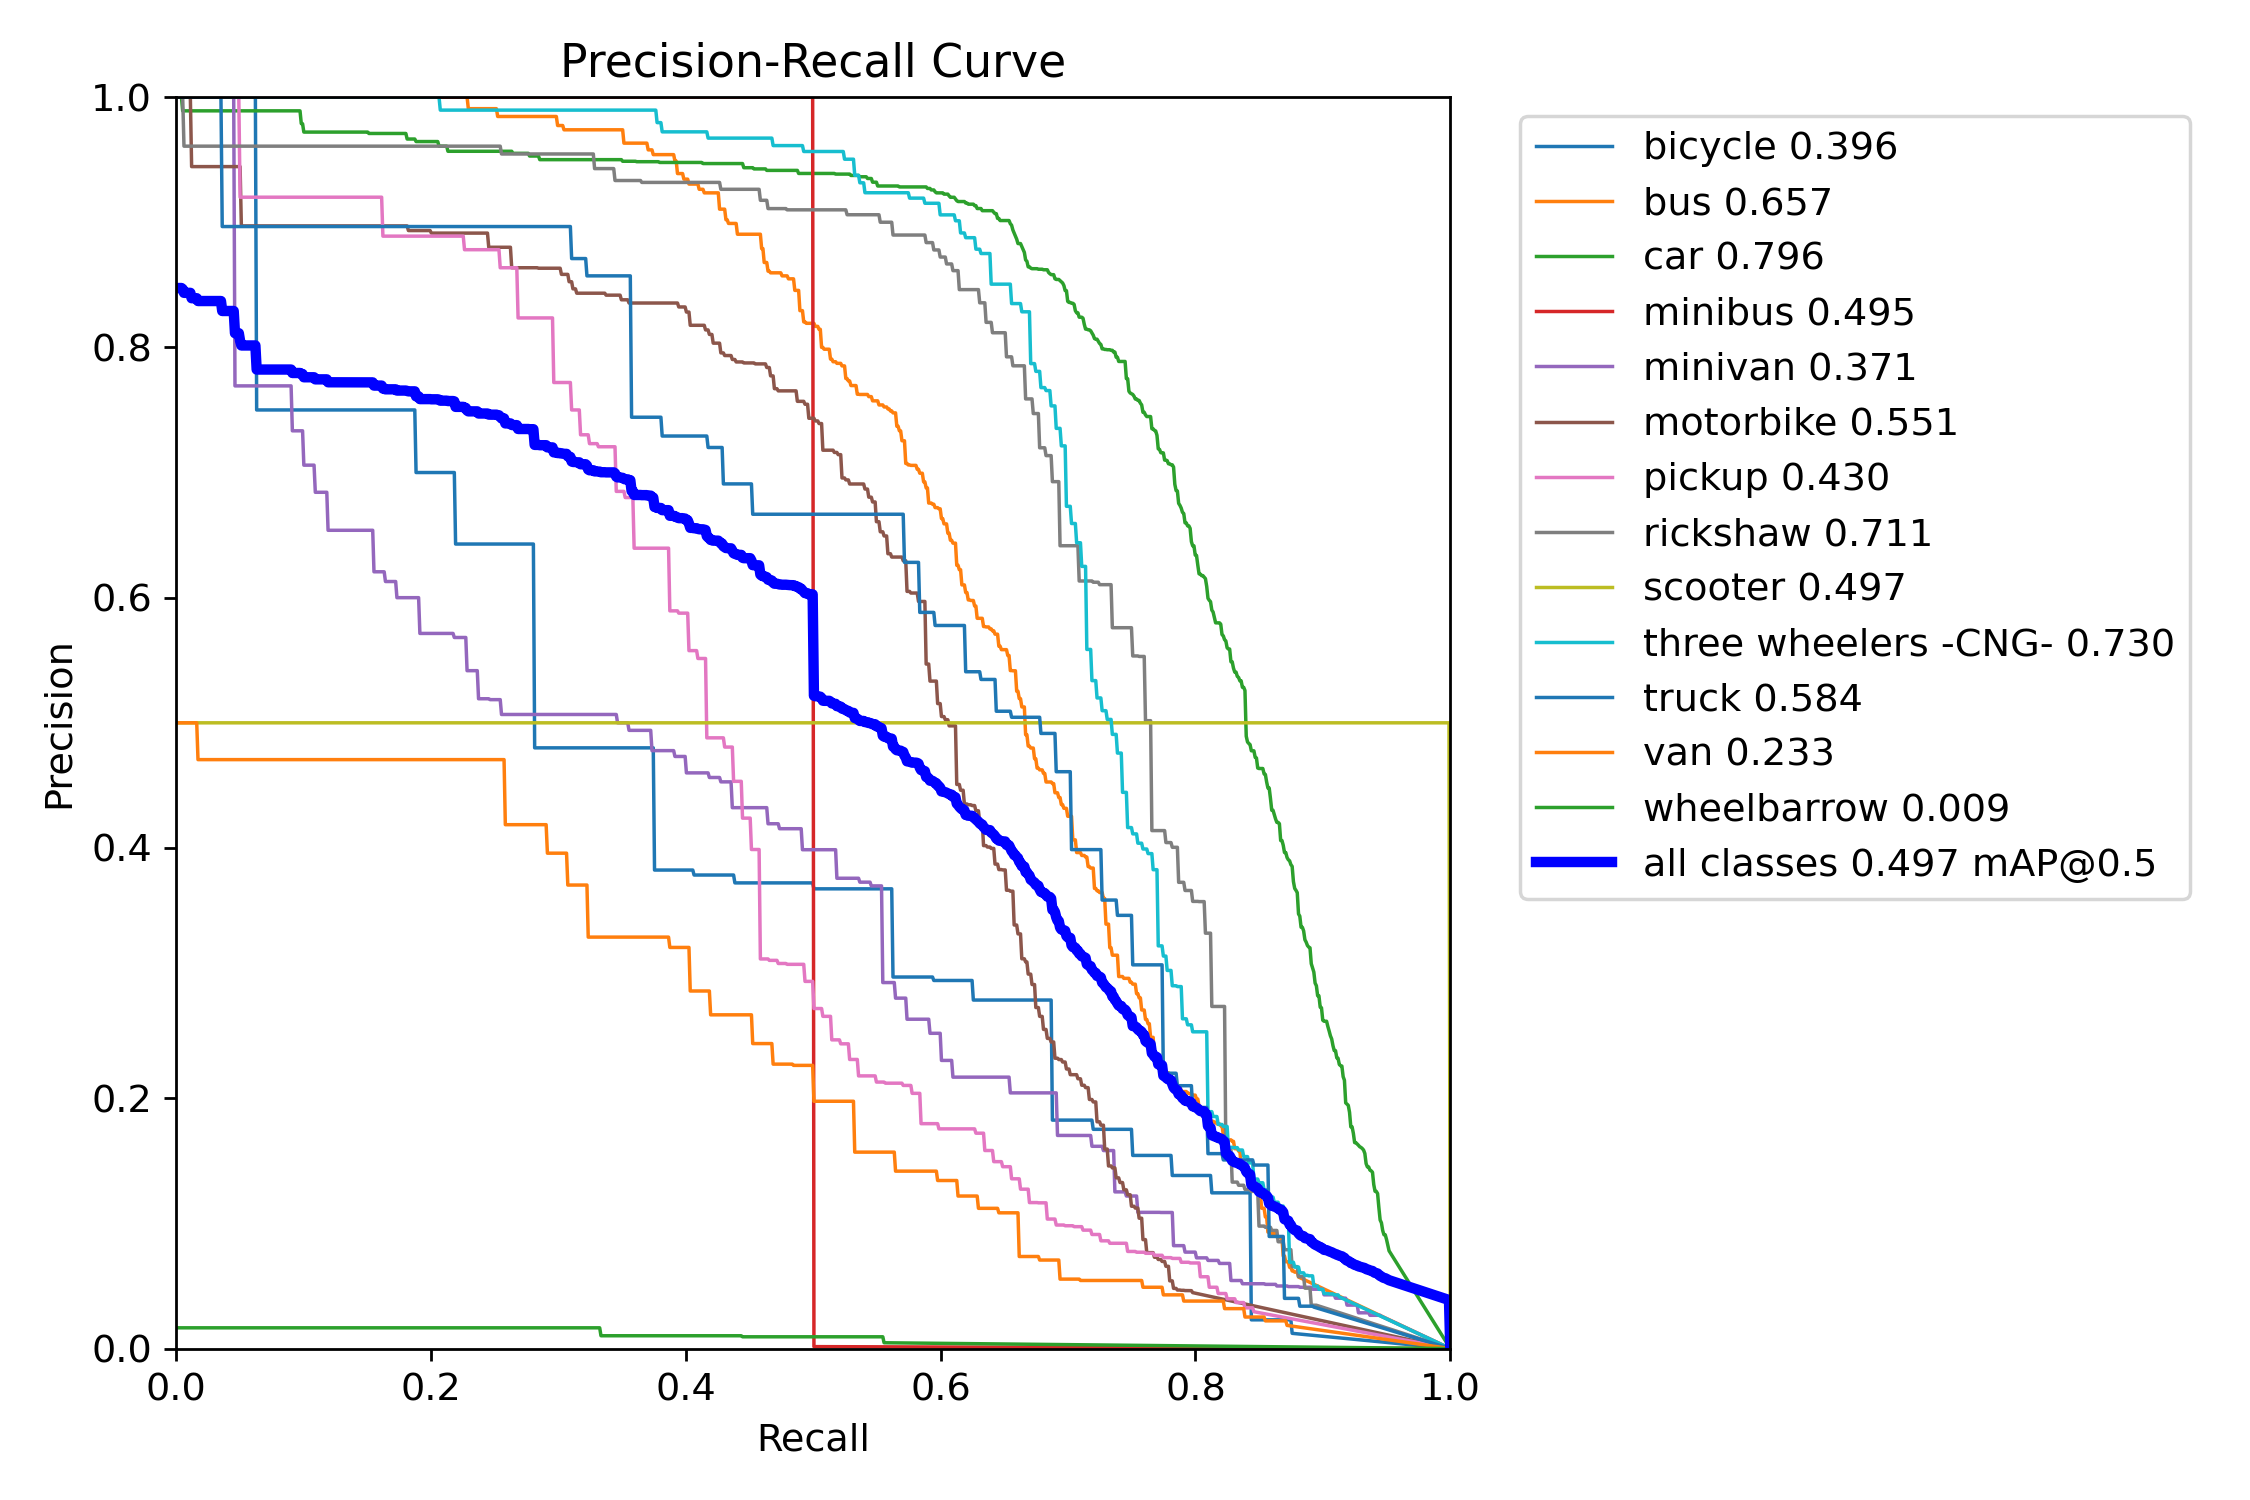 Precision-Recall Curve
1.0
0.8
0.6
0.4
0.2
0.0
Precision
0.0 0.2 0.4 0.6 0.8 1.0
Recall
bicycle 0.396
bus 0.657
car 0.796
minibus 0.495
minivan 0.371
motorbike 0.551
pickup 0.430
rickshaw 0.711
scooter 0.497
three wheelers -CNG- 0.730
truck 0.584
van 0.233
wheelbarrow 0.009
all classes 0.497 mAP@0.5